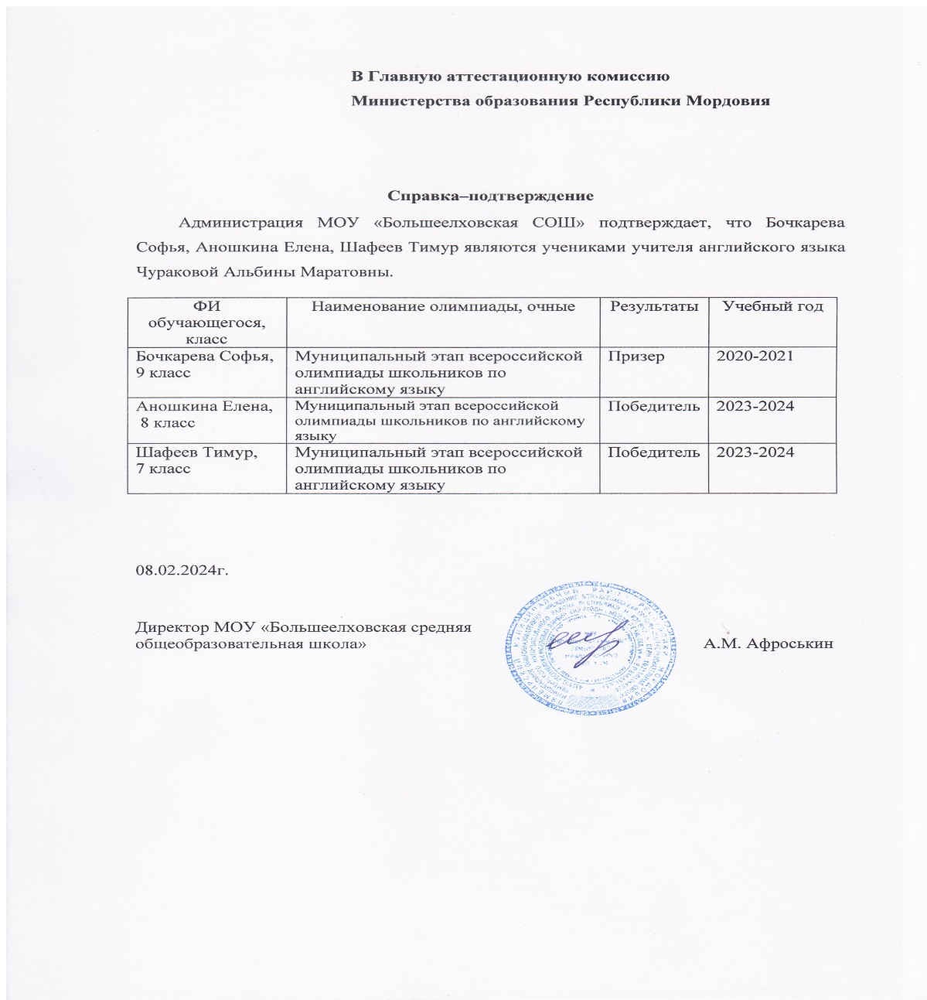 В Главную аттестационную комиссию
Министерства образования Республики Мордовия
Справка–подтверждение
Администрация МОУ «Большеелховская СОШ» подтверждает, что Бочкарева
Софья, Аношкина Елена, Шафеев Тимур являются учениками учителя английского языка
Чураковой Альбины Маратовны.
ФИ обучающегося, класс
Наименование олимпиады, очные
Результаты
Учебный год
Бочкарева Софья,
9 класс
Муниципальный этап всероссийской
олимпиады школьников по
английскому языку
Призер
2020-2021
Аношкина Елена,
8 класс
Муниципальный этап всероссийской
олимпиады школьников по английскому
языку
Победитель
2023-2024
Шафеев Тимур,
7 класс
Муниципальный этап всероссийской
олимпиады школьников по
английскому языку
Победитель
2023-2024
08.02.2024г.
Директор МОУ «Большеелховская средняя
общеобразовательная школа»
А.М. Афроськин